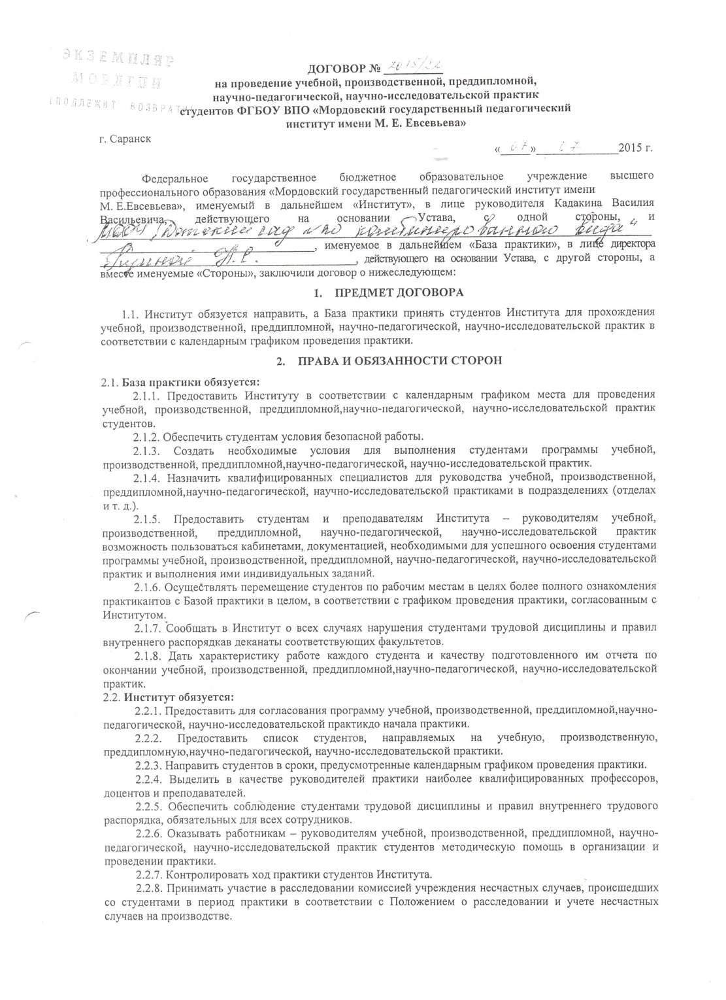 ЭКЗЕМПЛЯР
МОРДГПИ
(ПОДЛЕЖИТ ВОЗВРАТУ)
ДОГОВОР № 2015/22
на проведение учебной, производственной, преддипломной,
научно-педагогической, научно-исследовательской практик
студентов ФГБОУ ВПО «Мордовский государственный педагогический
институт имени М. Е. Евсевьева»
г. Саранск
« 07 » 2015 г.
Федеральное государственное бюджетное образовательное учреждение высшего
профессионального образования «Мордовский государственный педагогический институт имени
М. Е.Евсевьева», именуемый в дальнейшем «Институт», в лице руководителя Кадакина Василия
Васильевича, действующего на основании Устава, с одной стороны, и
МДОУ "Детский сад комбинированного вида"
, именуемое в дальнейшем «База практики», в лице директора
, действующего на основании Устава, с другой стороны, а
вместе именуемые «Стороны», заключили договор о нижеследующем:
1. ПРЕДМЕТ ДОГОВОРА
1.1. Институт обязуется направить, а База практики принять студентов Института для прохождения
учебной, производственной, преддипломной, научно-педагогической, научно-исследовательской практик в
соответствии с календарным графиком проведения практики.
2. ПРАВА И ОБЯЗАННОСТИ СТОРОН
2.1. База практики обязуется:
2.1.1. Предоставить Институту в соответствии с календарным графиком места для проведения
учебной, производственной, преддипломной,научно-педагогической, научно-исследовательской практик
студентов.
2.1.2. Обеспечить студентам условия безопасной работы.
2.1.3. Создать необходимые условия для выполнения студентами программы учебной,
производственной, преддипломной,научно-педагогической, научно-исследовательской практик.
2.1.4. Назначить квалифицированных специалистов для руководства учебной, производственной,
преддипломной,научно-педагогической, научно-исследовательской практиками в подразделениях (отделах
и т. д.).
2.1.5. Предоставить студентам и преподавателям Института – руководителям учебной,
производственной, преддипломной, научно-педагогической, научно-исследовательской практик
возможность пользоваться кабинетами, документацией, необходимыми для успешного освоения студентами
программы учебной, производственной, преддипломной, научно-педагогической, научно-исследовательской
практик и выполнения ими индивидуальных заданий.
2.1.6. Осуществлять перемещение студентов по рабочим местам в целях более полного ознакомления
практикантов с Базой практики в целом, в соответствии с графиком проведения практики, согласованным с
Институтом.
2.1.7. Сообщать в Институт о всех случаях нарушения студентами трудовой дисциплины и правил
внутреннего распорядкав деканаты соответствующих факультетов.
2.1.8. Дать характеристику работе каждого студента и качеству подготовленного им отчета по
окончании учебной, производственной, преддипломной,научно-педагогической, научно-исследовательской
практик.
2.2. Институт обязуется:
2.2.1. Предоставить для согласования программу учебной, производственной, преддипломной,научно-
педагогической, научно-исследовательской практикдо начала практики.
2.2.2. Предоставить список студентов, направляемых на учебную, производственную,
преддипломную,научно-педагогической, научно-исследовательской практики.
2.2.3. Направить студентов в сроки, предусмотренные календарным графиком проведения практики.
2.2.4. Выделить в качестве руководителей практики наиболее квалифицированных профессоров,
доцентов и преподавателей.
2.2.5. Обеспечить соблюдение студентами трудовой дисциплины и правил внутреннего трудового
распорядка, обязательных для всех сотрудников.
2.2.6. Оказывать работникам – руководителям учебной, производственной, преддипломной, научно-
педагогической, научно-исследовательской практик студентов методическую помощь в организации и
проведении практики.
2.2.7. Контролировать ход практики студентов Института.
2.2.8. Принимать участие в расследовании комиссией учреждения несчастных случаев, происшедших
со студентами в период практики в соответствии с Положением о расследовании и учете несчастных
случаев на производстве.